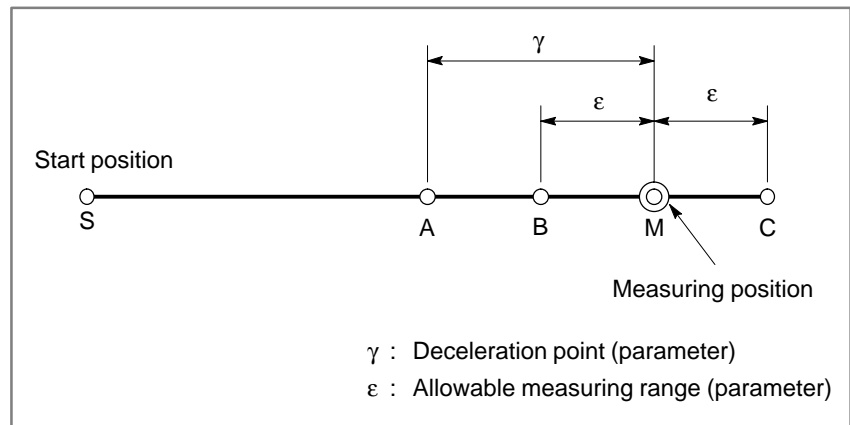 γ
ε ε
Start position
S A B M C
Measuring position
γ : Deceleration point (parameter)
ε : Allowable measuring range (parameter)